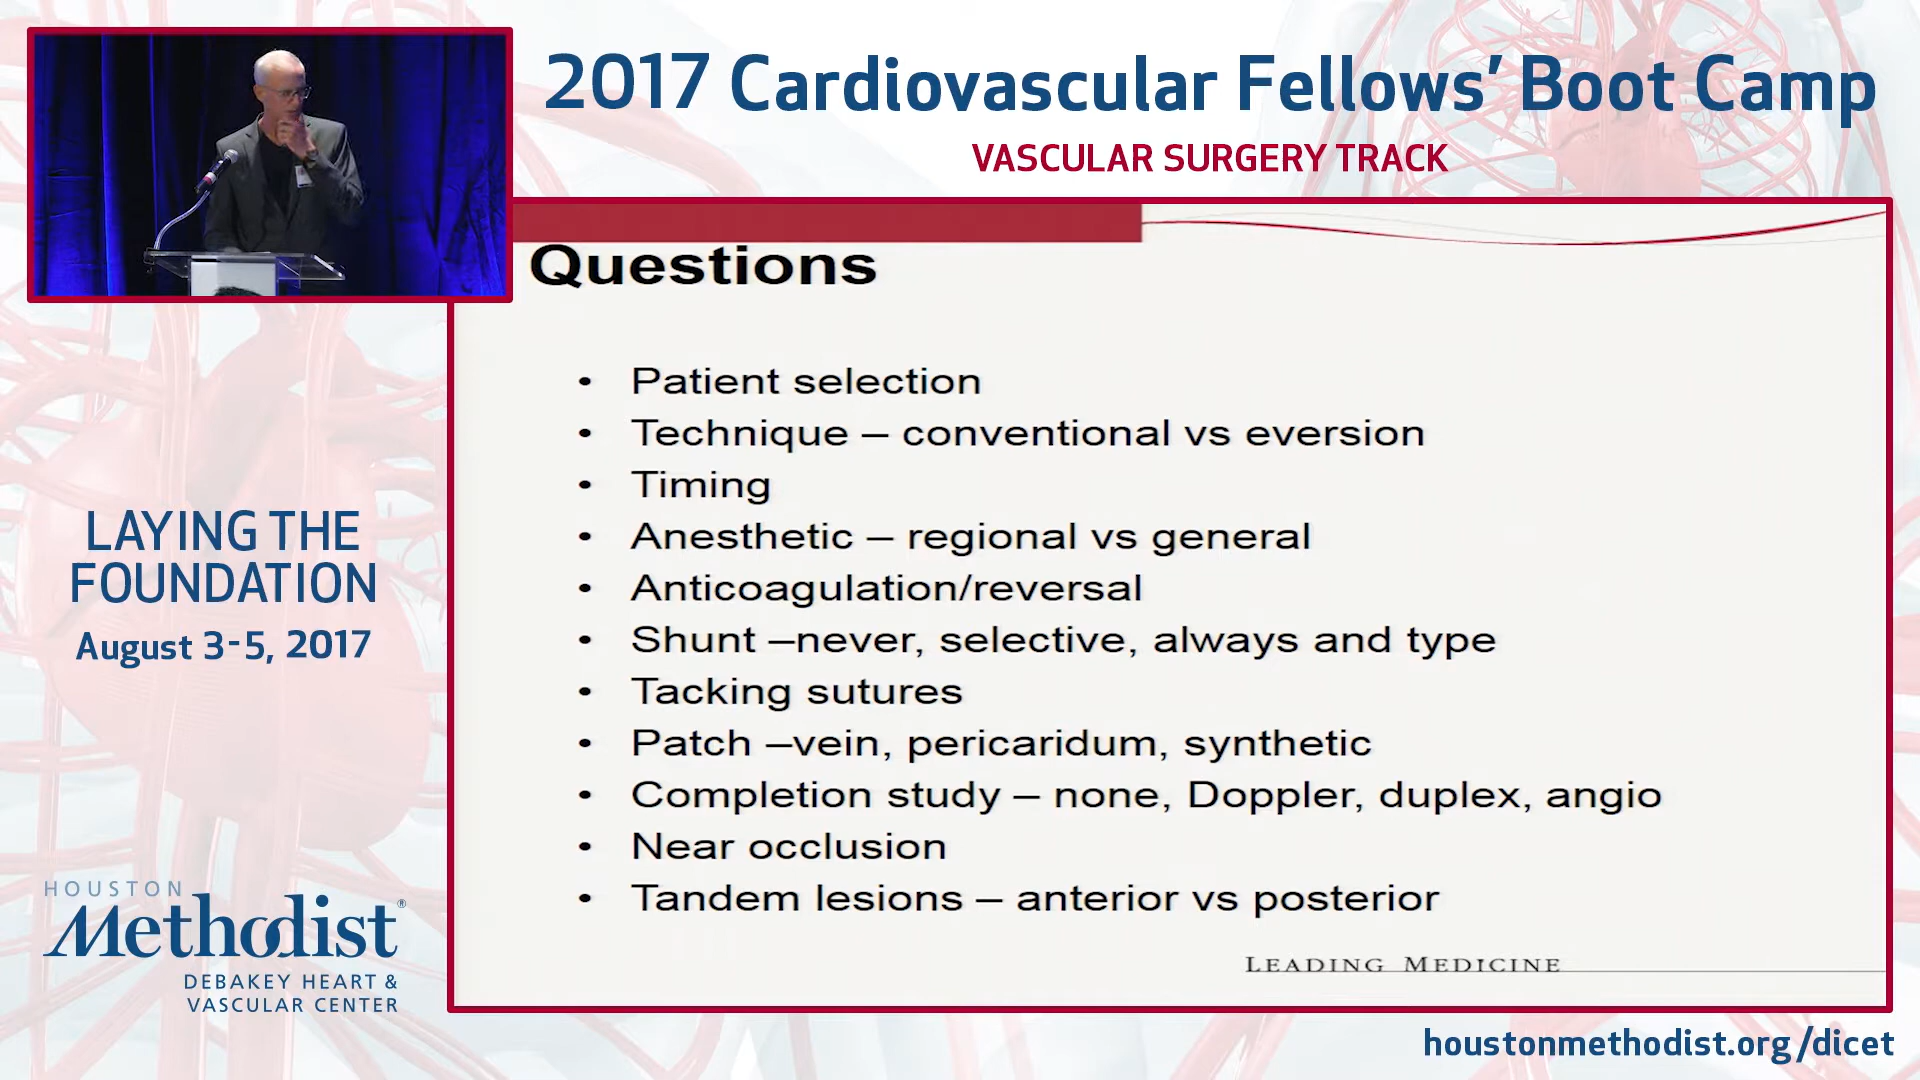 2017 Cardiovascular Fellows’ Boot Camp
VASCULAR SURGERY TRACK
Questions
• Patient selection
• Technique – conventional vs eversion
• Timing
• Anesthetic – regional vs general
• Anticoagulation/reversal
• Shunt –never, selective, always and type
• Tacking sutures
• Patch –vein, pericaridum, synthetic
• Completion study – none, Doppler, duplex, angio
• Near occlusion
• Tandem lesions – anterior vs posterior
LEADING MEDICINE
LAYING THE
FOUNDATION
August 3-5, 2017
HOUSTON
Methodist®
DEBAKEY HEART &
VASCULAR CENTER
houstonmethodist.org/dicet